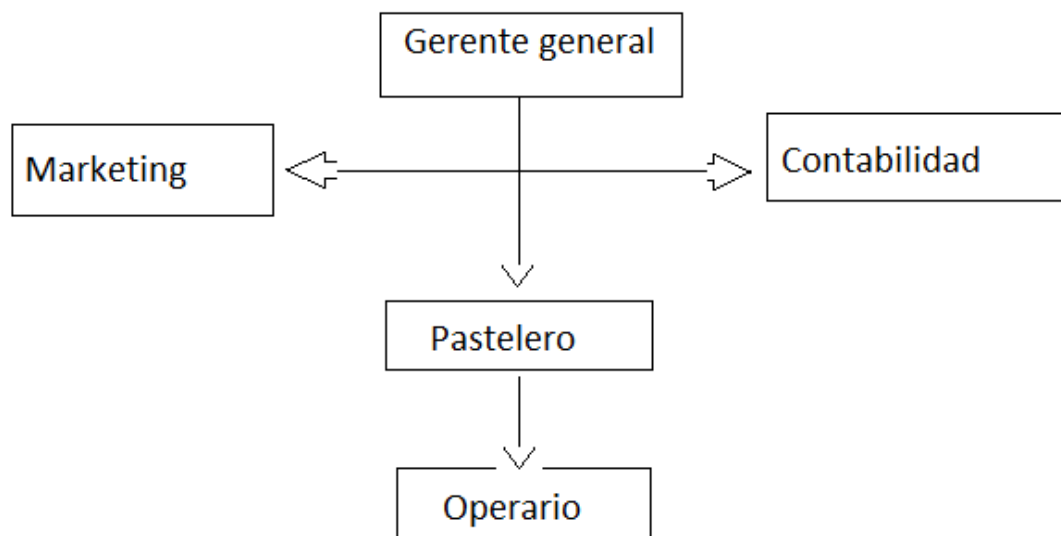 Gerente general
Marketing
Contabilidad
Pastelero
Operario